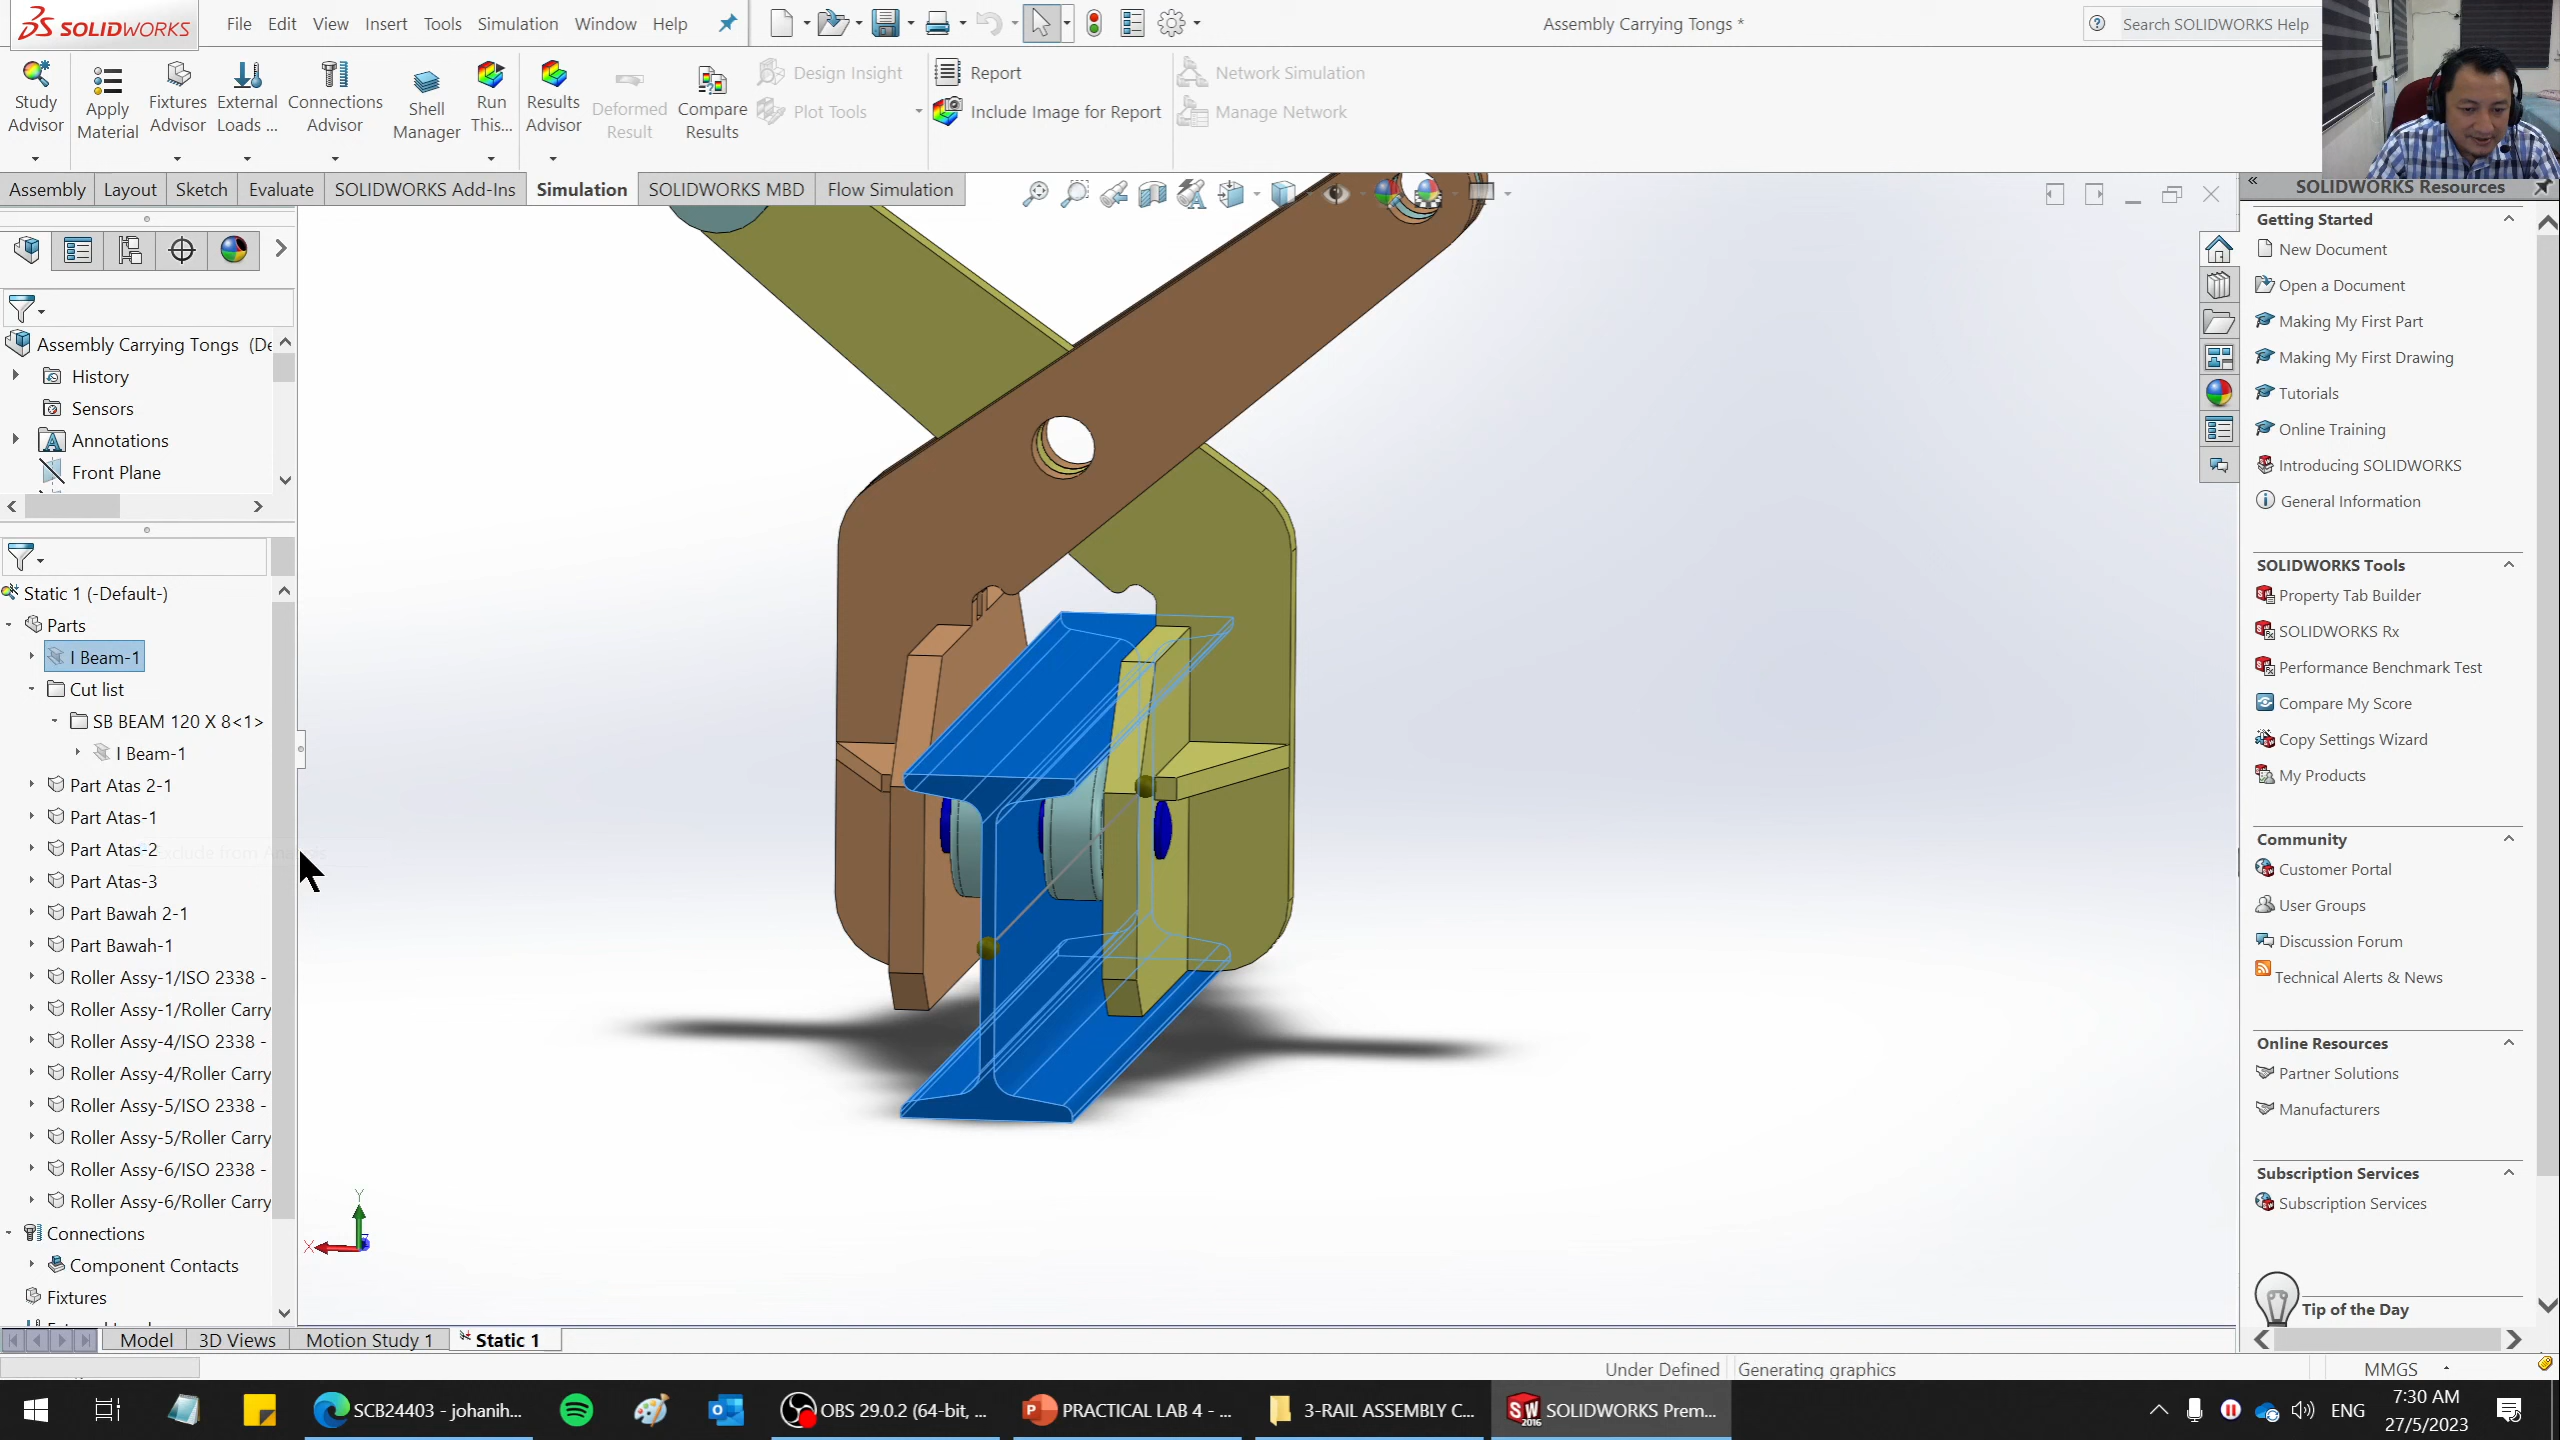 SOLIDWORKS
File Edit View Insert Tools Simulation Window Help
Assembly Carrying Tongs *
Search SOLIDWORKS Help
Study Advisor
Apply Material
Fixtures Advisor
External Loads ...
Connections Advisor
Shell Manager
Run This...
Results Advisor
Deformed Result
Compare Results
Design Insight
Plot Tools
Report
Include Image for Report
Network Simulation
Manage Network
Assembly Layout Sketch Evaluate SOLIDWORKS Add-Ins Simulation SOLIDWORKS MBD Flow Simulation
Assembly Carrying Tongs (De
History
Sensors
Annotations
Front Plane
Static 1 (-Default-)
Parts
I Beam-1
Cut list
SB BEAM 120 X 8<1>
I Beam-1
Part Atas 2-1
Part Atas-1
Part Atas-2
Part Atas-3
Part Bawah 2-1
Part Bawah-1
Roller Assy-1/ISO 2338 -
Roller Assy-1/Roller Carry
Roller Assy-4/ISO 2338 -
Roller Assy-4/Roller Carry
Roller Assy-5/ISO 2338 -
Roller Assy-5/Roller Carry
Roller Assy-6/ISO 2338 -
Roller Assy-6/Roller Carry
Connections
Component Contacts
Fixtures
X
Y
SOLIDWORKS Resources
Getting Started
New Document
Open a Document
Making My First Part
Making My First Drawing
Tutorials
Online Training
Introducing SOLIDWORKS
General Information
SOLIDWORKS Tools
Property Tab Builder
SOLIDWORKS Rx
Performance Benchmark Test
Compare My Score
Copy Settings Wizard
My Products
Community
Customer Portal
User Groups
Discussion Forum
Technical Alerts & News
Online Resources
Partner Solutions
Manufacturers
Subscription Services
Subscription Services
Tip of the Day
Model 3D Views Motion Study 1 Static 1
Under Defined Generating graphics
MMGS
SCB24403 - johanih...
OBS 29.0.2 (64-bit, ...
PRACTICAL LAB 4 - ...
3-RAIL ASSEMBLY C...
SW 2016
SOLIDWORKS Prem...
ENG
7:30 AM
27/5/2023